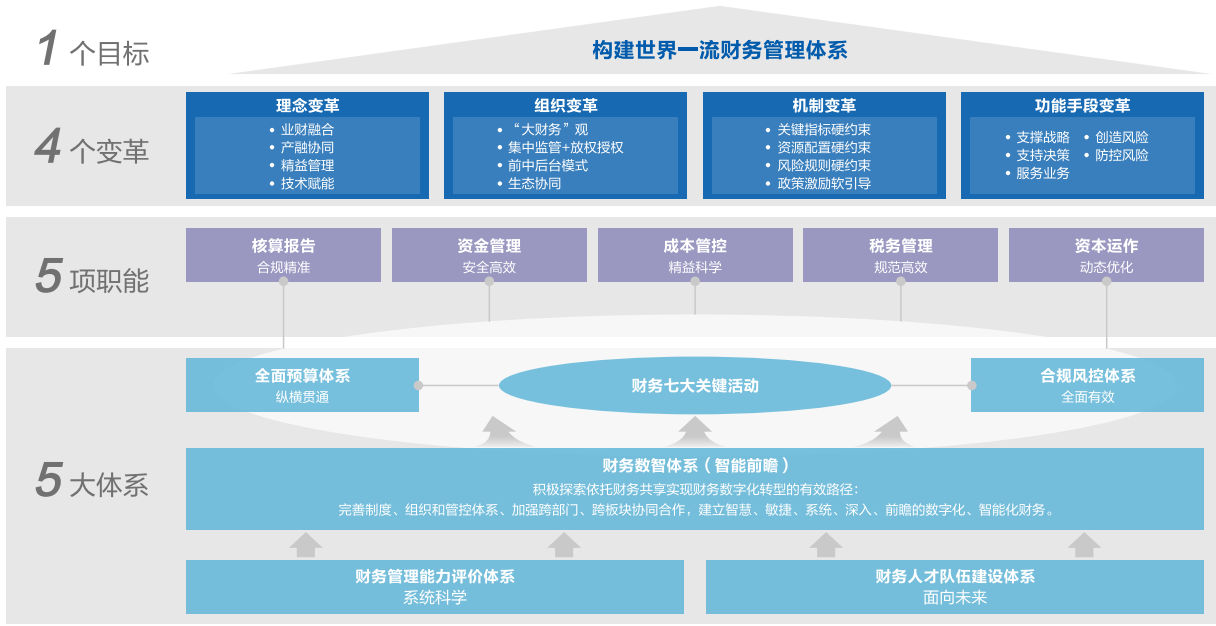 1 个目标
构建世界一流财务管理体系
4 个变革
理念变革
• 业财融合
• 产融协同
• 精益管理
• 技术赋能
组织变革
• “大财务”观
• 集中监管+放权授权
• 前中后台模式
• 生态协同
机制变革
• 关键指标硬约束
• 资源配置硬约束
• 风险规则硬约束
• 政策激励软引导
功能手段变革
• 支撑战略 • 创造风险
• 支持决策 • 防控风险
• 服务业务
5 项职能
核算报告
合规精准
资金管理
安全高效
成本管控
精益科学
税务管理
规范高效
资本运作
动态优化
5 大体系
全面预算体系
纵横贯通
财务七大关键活动
合规风控体系
全面有效
财务数智体系（智能前瞻）
积极探索依托财务共享实现财务数字化转型的有效路径：
完善制度、组织和管控体系、加强跨部门、跨板块协同合作，建立智慧、敏捷、系统、深入、前瞻的数字化、智能化财务。
财务管理能力评价体系
系统科学
财务人才队伍建设体系
面向未来